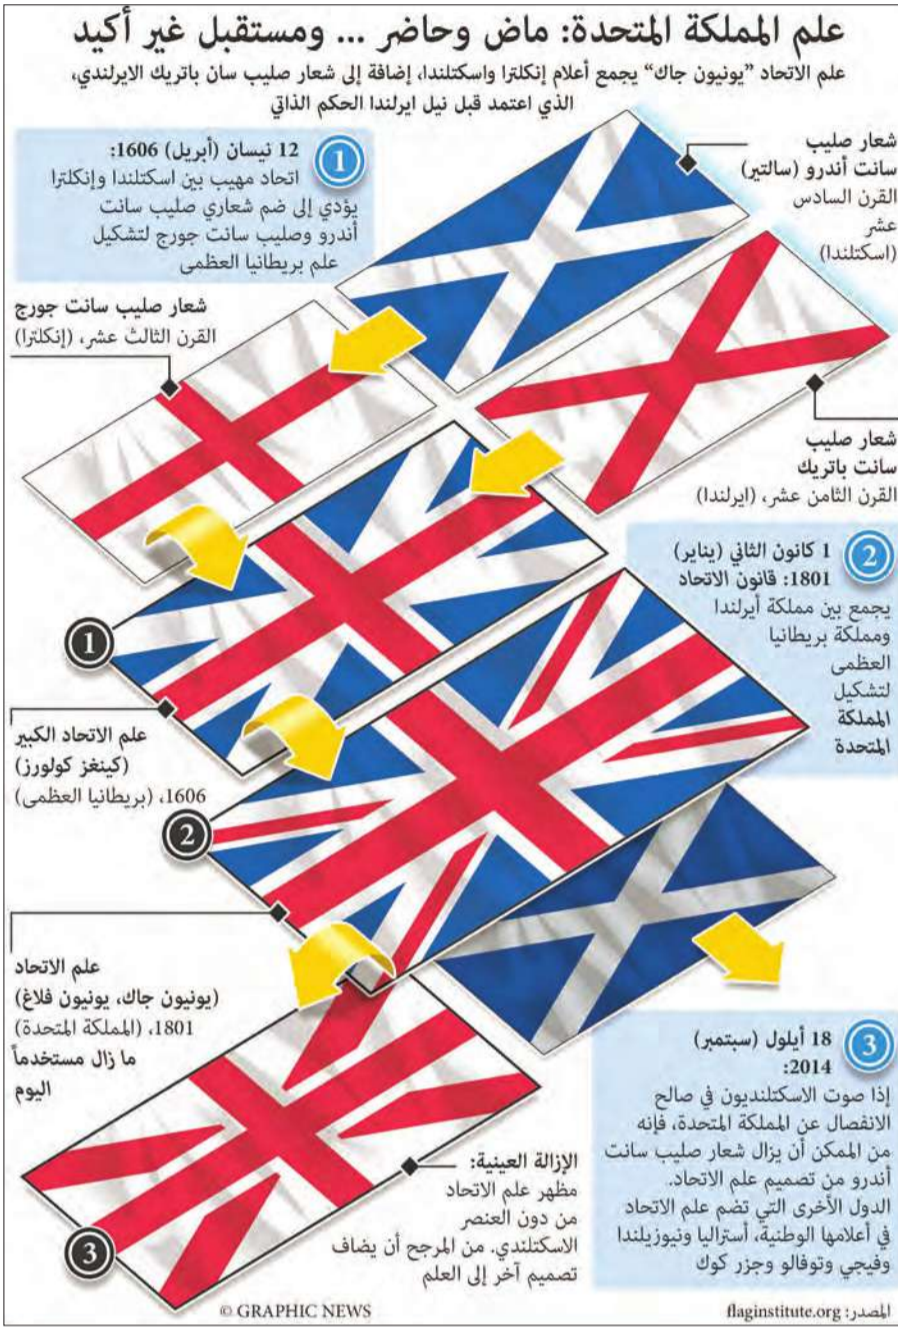 علم المملكة المتحدة: ماض وحاضر ... ومستقبل غير أكيد
علم الاتحاد "يونيون جاك" يجمع أعلام إنكلترا واسكتلندا، إضافة إلى شعار صليب سان باتريك الايرلندي،
الذي اعتمد قبل نيل ايرلندا الحكم الذاتي
شعار صليب
سانت أندرو (سالتير)
القرن السادس
عشر
(اسكتلندا)
1
12 نيسان (أبريل) 1606:
اتحاد مهيب بين اسكتلندا وإنكلترا
يؤدي إلى ضم شعاري صليب سانت
أندرو وصليب سانت جورج لتشكيل
علم بريطانيا العظمى
شعار صليب سانت جورج
القرن الثالث عشر، (إنكلترا)
شعار صليب
سانت باتريك
القرن الثامن عشر، (ايرلندا)
2
1 كانون الثاني (يناير)
1801: قانون الاتحاد
يجمع بين مملكة أيرلندا
ومملكة بريطانيا
العظمى
لتشكيل
المملكة
المتحدة
1
علم الاتحاد الكبير
(كينغز كولورز)
1606، (بريطانيا العظمى)
2
علم الاتحاد
(يونيون جاك، يونيون فلاغ)
1801، (المملكة المتحدة)
ما زال مستخدماً
اليوم
3
18 أيلول (سبتمبر)
2014:
إذا صوت الاسكتلنديون في صالح
الانفصال عن المملكة المتحدة، فإنه
من الممكن أن يزال شعار صليب سانت
أندرو من تصميم علم الاتحاد.
الدول الأخرى التي تضم علم الاتحاد
في أعلامها الوطنية، أستراليا ونيوزيلندا
وفيجي وتوفالو وجزر كوك
الإزالة العينية:
مظهر علم الاتحاد
من دون العنصر
الاسكتلندي. من المرجح أن يضاف
تصميم آخر إلى العلم
3
المصدر: flaginstitute.org
© GRAPHIC NEWS